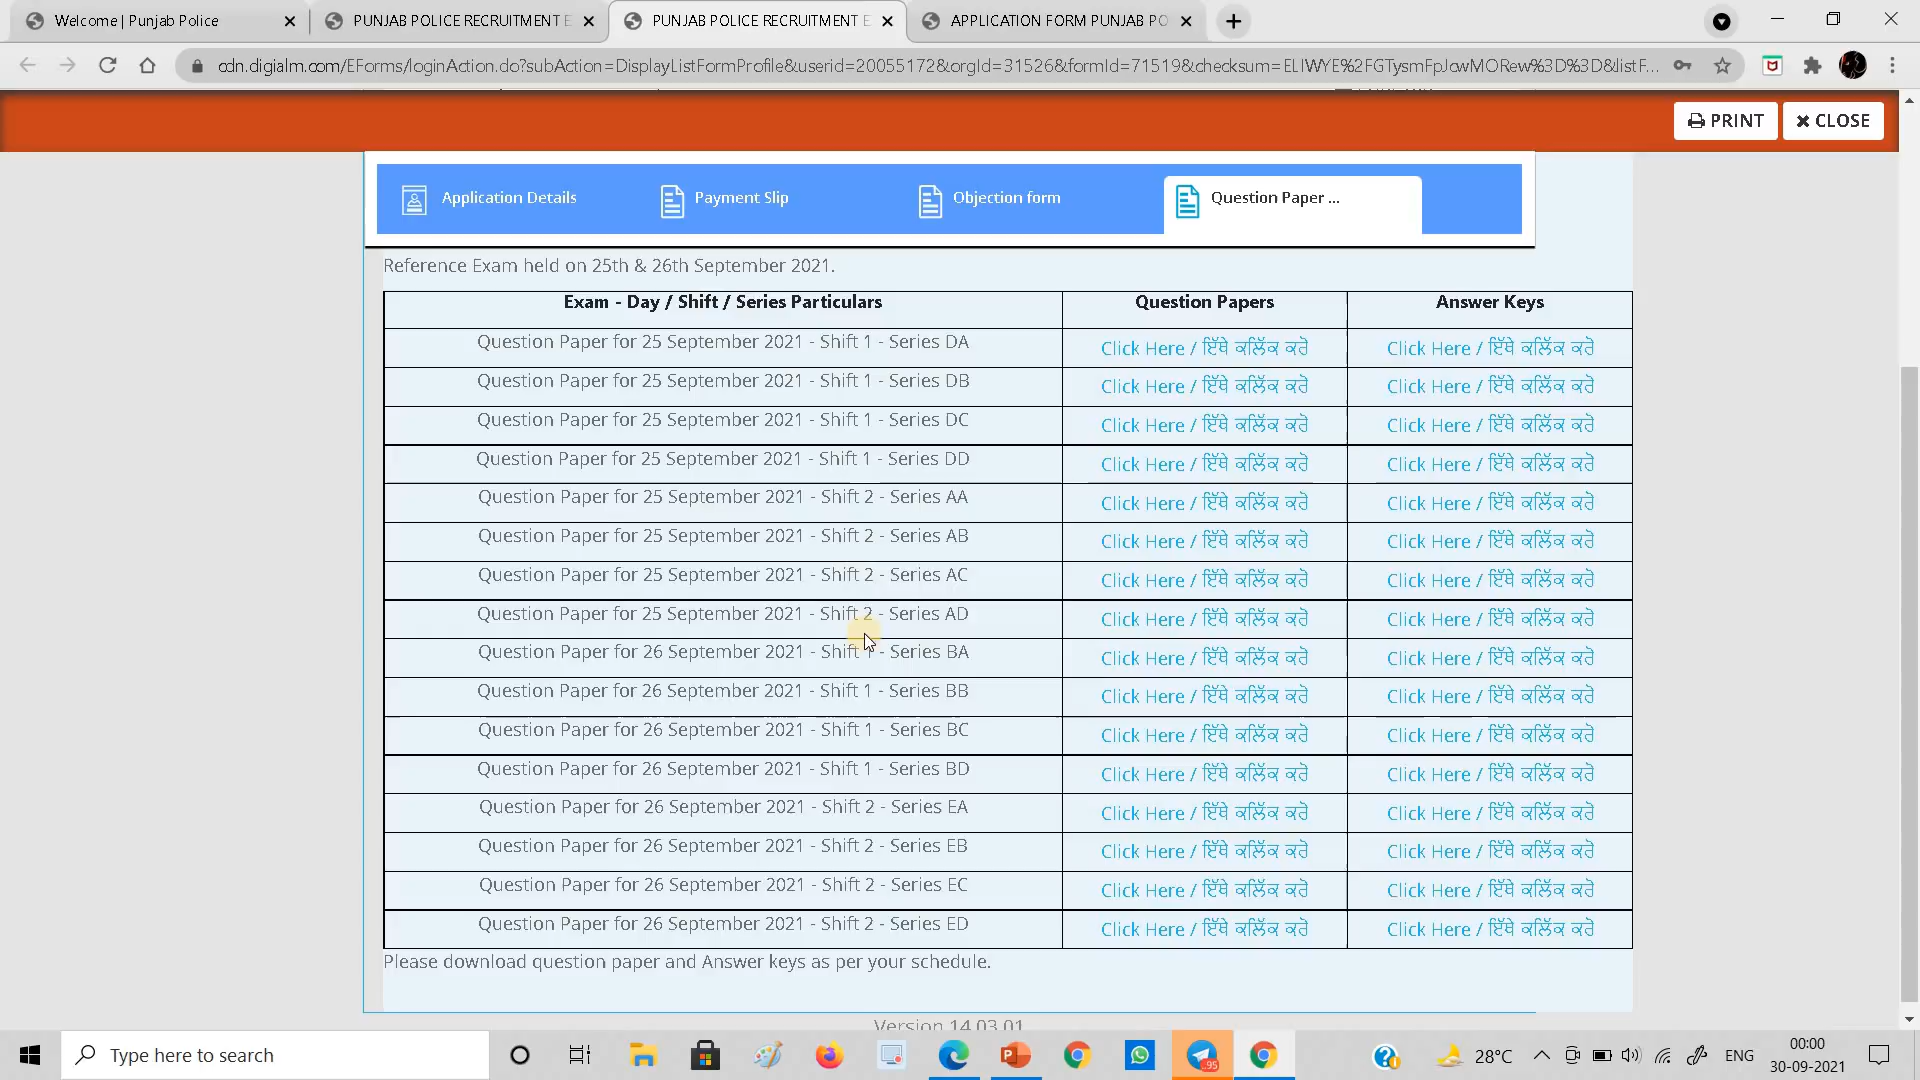 Welcome | Punjab Police
PUNJAB POLICE RECRUITMENT E
PUNJAB POLICE RECRUITMENT E
APPLICATION FORM PUNJAB PO
cdn.digialm.com/EForms/loginAction.do?subAction=DisplayListFormProfile&userid=20055172&orgId=31526&formId=71519&checksum=ELIWYE%2FGTysmFpJowMORew%3D%3D&listF...
PRINT
CLOSE
Application Details
Payment Slip
Objection form
Question Paper ...
Reference Exam held on 25th & 26th September 2021.
Exam - Day / Shift / Series Particulars Question Papers Answer Keys
Question Paper for 25 September 2021 - Shift 1 - Series DA Click Here / ਇੱਥੇ ਕਲਿੱਕ ਕਰੋ Click Here / ਇੱਥੇ ਕਲਿੱਕ ਕਰੋ
Question Paper for 25 September 2021 - Shift 1 - Series DB Click Here / ਇੱਥੇ ਕਲਿੱਕ ਕਰੋ Click Here / ਇੱਥੇ ਕਲਿੱਕ ਕਰੋ
Question Paper for 25 September 2021 - Shift 1 - Series DC Click Here / ਇੱਥੇ ਕਲਿੱਕ ਕਰੋ Click Here / ਇੱਥੇ ਕਲਿੱਕ ਕਰੋ
Question Paper for 25 September 2021 - Shift 1 - Series DD Click Here / ਇੱਥੇ ਕਲਿੱਕ ਕਰੋ Click Here / ਇੱਥੇ ਕਲਿੱਕ ਕਰੋ
Question Paper for 25 September 2021 - Shift 2 - Series AA Click Here / ਇੱਥੇ ਕਲਿੱਕ ਕਰੋ Click Here / ਇੱਥੇ ਕਲਿੱਕ ਕਰੋ
Question Paper for 25 September 2021 - Shift 2 - Series AB Click Here / ਇੱਥੇ ਕਲਿੱਕ ਕਰੋ Click Here / ਇੱਥੇ ਕਲਿੱਕ ਕਰੋ
Question Paper for 25 September 2021 - Shift 2 - Series AC Click Here / ਇੱਥੇ ਕਲਿੱਕ ਕਰੋ Click Here / ਇੱਥੇ ਕਲਿੱਕ ਕਰੋ
Question Paper for 25 September 2021 - Shift 2 - Series AD Click Here / ਇੱਥੇ ਕਲਿੱਕ ਕਰੋ Click Here / ਇੱਥੇ ਕਲਿੱਕ ਕਰੋ
Question Paper for 26 September 2021 - Shift 1 - Series BA Click Here / ਇੱਥੇ ਕਲਿੱਕ ਕਰੋ Click Here / ਇੱਥੇ ਕਲਿੱਕ ਕਰੋ
Question Paper for 26 September 2021 - Shift 1 - Series BB Click Here / ਇੱਥੇ ਕਲਿੱਕ ਕਰੋ Click Here / ਇੱਥੇ ਕਲਿੱਕ ਕਰੋ
Question Paper for 26 September 2021 - Shift 1 - Series BC Click Here / ਇੱਥੇ ਕਲਿੱਕ ਕਰੋ Click Here / ਇੱਥੇ ਕਲਿੱਕ ਕਰੋ
Question Paper for 26 September 2021 - Shift 1 - Series BD Click Here / ਇੱਥੇ ਕਲਿੱਕ ਕਰੋ Click Here / ਇੱਥੇ ਕਲਿੱਕ ਕਰੋ
Question Paper for 26 September 2021 - Shift 2 - Series EA Click Here / ਇੱਥੇ ਕਲਿੱਕ ਕਰੋ Click Here / ਇੱਥੇ ਕਲਿੱਕ ਕਰੋ
Question Paper for 26 September 2021 - Shift 2 - Series EB Click Here / ਇੱਥੇ ਕਲਿੱਕ ਕਰੋ Click Here / ਇੱਥੇ ਕਲਿੱਕ ਕਰੋ
Question Paper for 26 September 2021 - Shift 2 - Series EC Click Here / ਇੱਥੇ ਕਲਿੱਕ ਕਰੋ Click Here / ਇੱਥੇ ਕਲਿੱਕ ਕਰੋ
Question Paper for 26 September 2021 - Shift 2 - Series ED Click Here / ਇੱਥੇ ਕਲਿੱਕ ਕਰੋ Click Here / ਇੱਥੇ ਕਲਿੱਕ ਕਰੋ
Please download question paper and Answer keys as per your schedule.
Version 14.03.01
Type here to search
95
28°C
ENG
00:00
30-09-2021